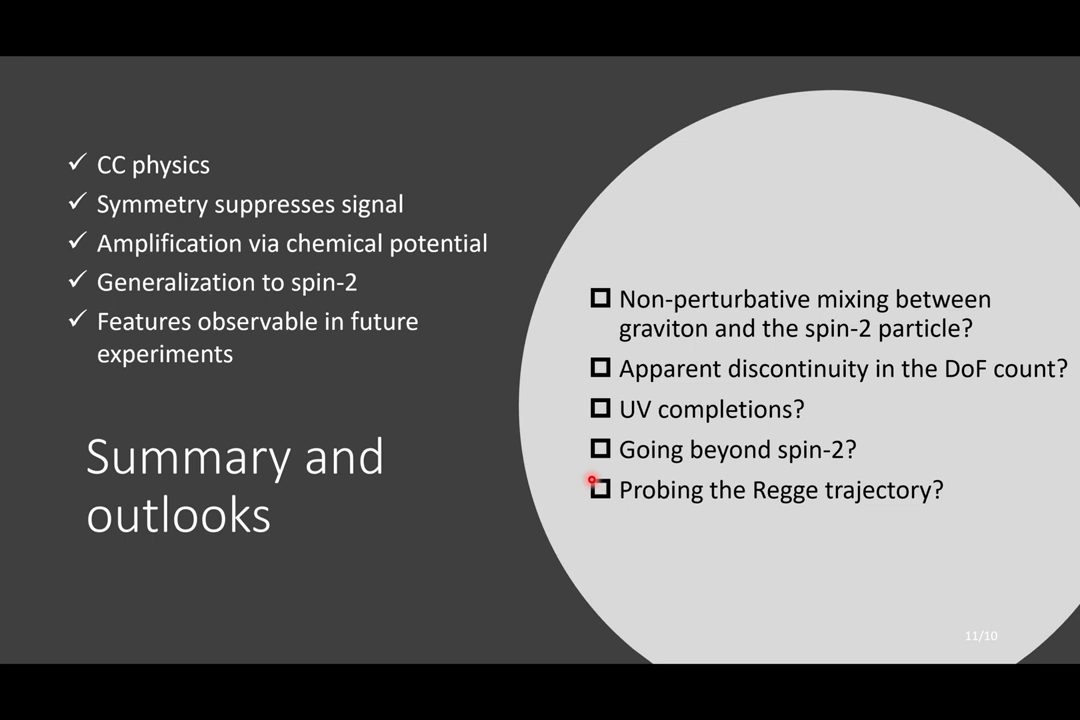 CC physics
Symmetry suppresses signal
Amplification via chemical potential
Generalization to spin-2
Features observable in future
experiments
Summary and
outlooks
Non-perturbative mixing between
graviton and the spin-2 particle?
Apparent discontinuity in the DoF count?
UV completions?
Going beyond spin-2?
Probing the Regge trajectory?
11/10